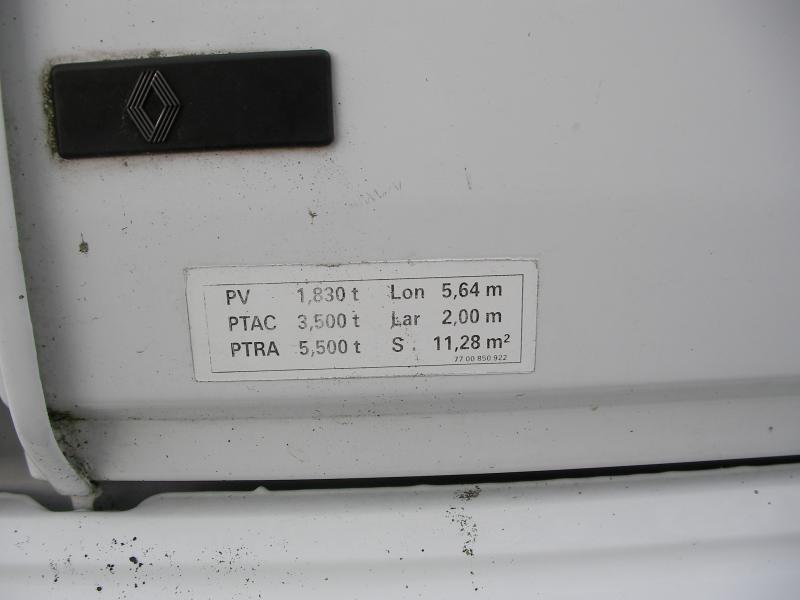 PV 1,830 t Lon 5,64 m
PTAC 3,500 t Lar 2,00 m
PTRA 5,500 t S . 11,28 m²
77 00 850 922